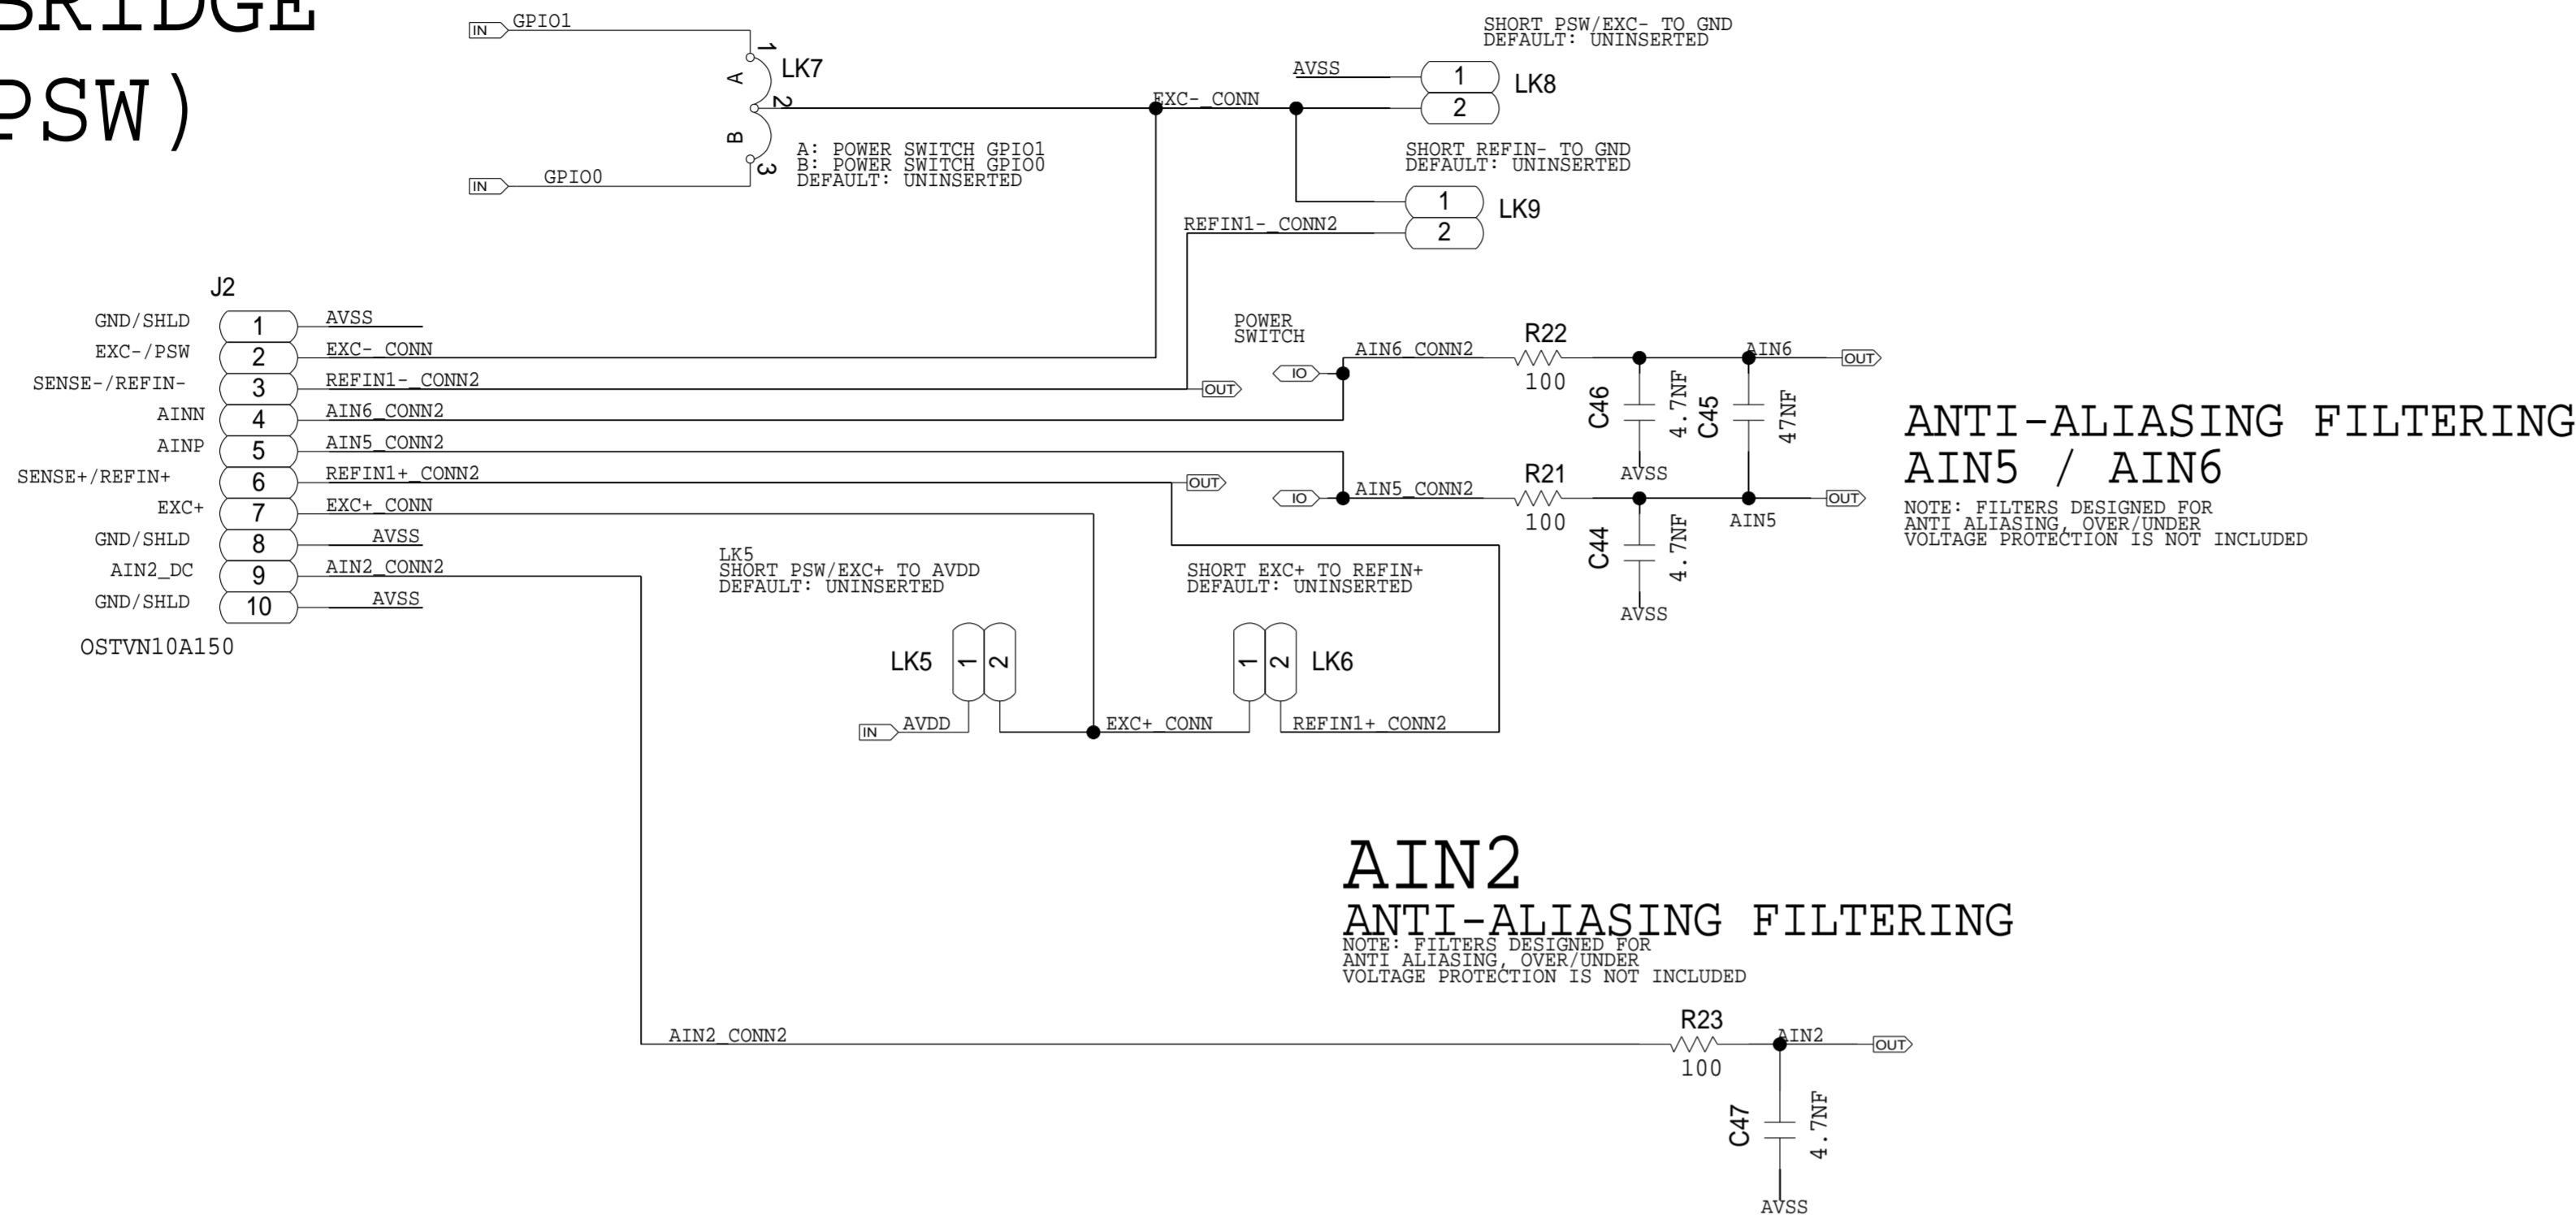 BRIDGE
PSW)
IN
GPIO1
1
A
LK7
2
B
3
IN
GPIO0
A: POWER SWITCH GPIO1
B: POWER SWITCH GPIO0
DEFAULT: UNINSERTED
EXC-_CONN
SHORT PSW/EXC- TO GND
DEFAULT: UNINSERTED
AVSS
1
2
LK8
SHORT REFIN- TO GND
DEFAULT: UNINSERTED
1
2
LK9
REFIN1-_CONN2
J2
GND/SHLD 1 AVSS
EXC-/PSW 2 EXC-_CONN
SENSE-/REFIN- 3 REFIN1-_CONN2 OUT
AINN 4 AIN6_CONN2
AINP 5 AIN5_CONN2
SENSE+/REFIN+ 6 REFIN1+_CONN2 OUT
EXC+ 7 EXC+_CONN
GND/SHLD 8 AVSS
AIN2_DC 9 AIN2_CONN2
GND/SHLD 10 AVSS
OSTVN10A150
POWER
SWITCH
IO
AIN6_CONN2
R22
100
AIN6
OUT
C46
4.7NF
C45
47NF
AVSS
IO
AIN5_CONN2
R21
100
AIN5
OUT
C44
4.7NF
AVSS
ANTI-ALIASING FILTERING
AIN5 / AIN6
NOTE: FILTERS DESIGNED FOR
ANTI ALIASING, OVER/UNDER
VOLTAGE PROTECTION IS NOT INCLUDED
LK5
SHORT PSW/EXC+ TO AVDD
DEFAULT: UNINSERTED
LK5
1
2
IN
AVDD
EXC+_CONN
SHORT EXC+ TO REFIN+
DEFAULT: UNINSERTED
1
2
LK6
REFIN1+_CONN2
AIN2
ANTI-ALIASING FILTERING
NOTE: FILTERS DESIGNED FOR
ANTI ALIASING, OVER/UNDER
VOLTAGE PROTECTION IS NOT INCLUDED
AIN2_CONN2
R23
100
AIN2
OUT
C47
4.7NF
AVSS